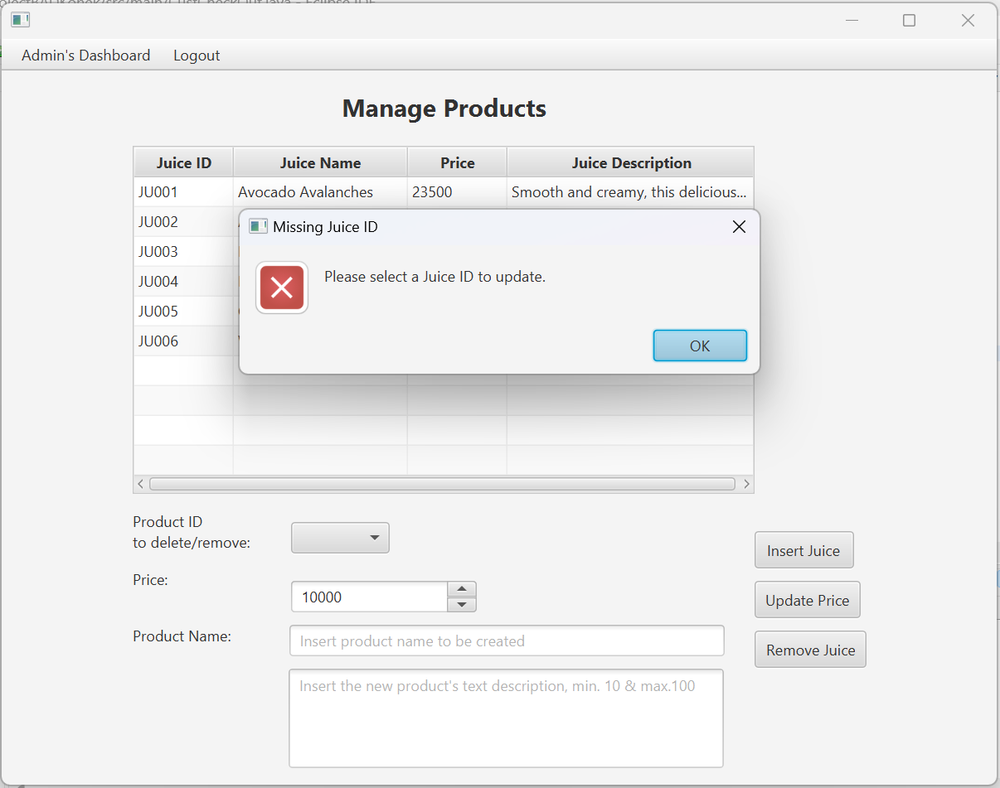 Admin's Dashboard Logout
Manage Products
Juice ID Juice Name Price Juice Description
JU001 Avocado Avalanches 23500 Smooth and creamy, this delicious...
JU002
JU003
JU004
JU005
JU006
Missing Juice ID
Please select a Juice ID to update.
OK
Product ID
to delete/remove:
Price:
10000
Product Name:
Insert product name to be created
Insert the new product's text description, min. 10 & max.100
Insert Juice
Update Price
Remove Juice